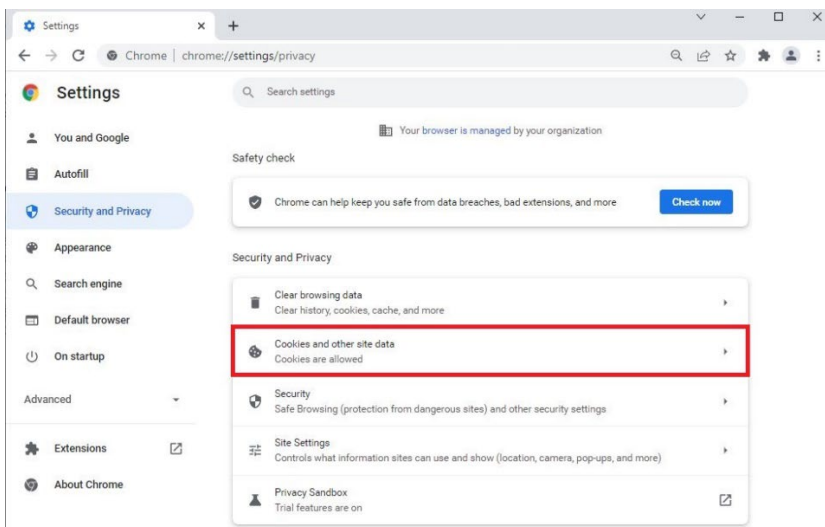 Settings
Chrome | chrome://settings/privacy
Settings
Search settings
Your browser is managed by your organization
You and Google
Autofill
Security and Privacy
Appearance
Search engine
Default browser
On startup
Advanced
Extensions
About Chrome
Safety check
Chrome can help keep you safe from data breaches, bad extensions, and more
Check now
Security and Privacy
Clear browsing data
Clear history, cookies, cache, and more
Cookies and other site data
Cookies are allowed
Security
Safe Browsing (protection from dangerous sites) and other security settings
Site Settings
Controls what information sites can use and show (location, camera, pop-ups, and more)
Privacy Sandbox
Trial features are on